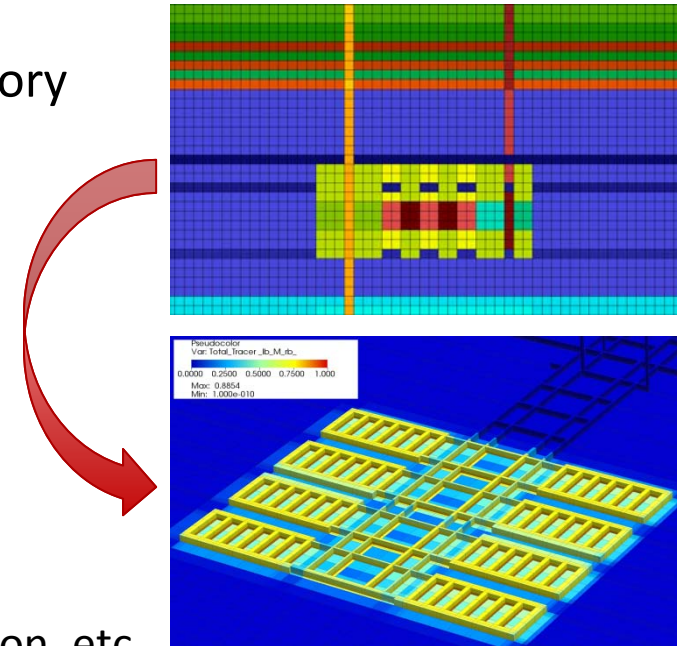 ory
Pseudocolor
Var: Total_Tracer_lb_M_rb_
0.0000 0.2500 0.5000 0.7500 1.000
Max: 0.8854
Min: 1.000e-010
on, etc